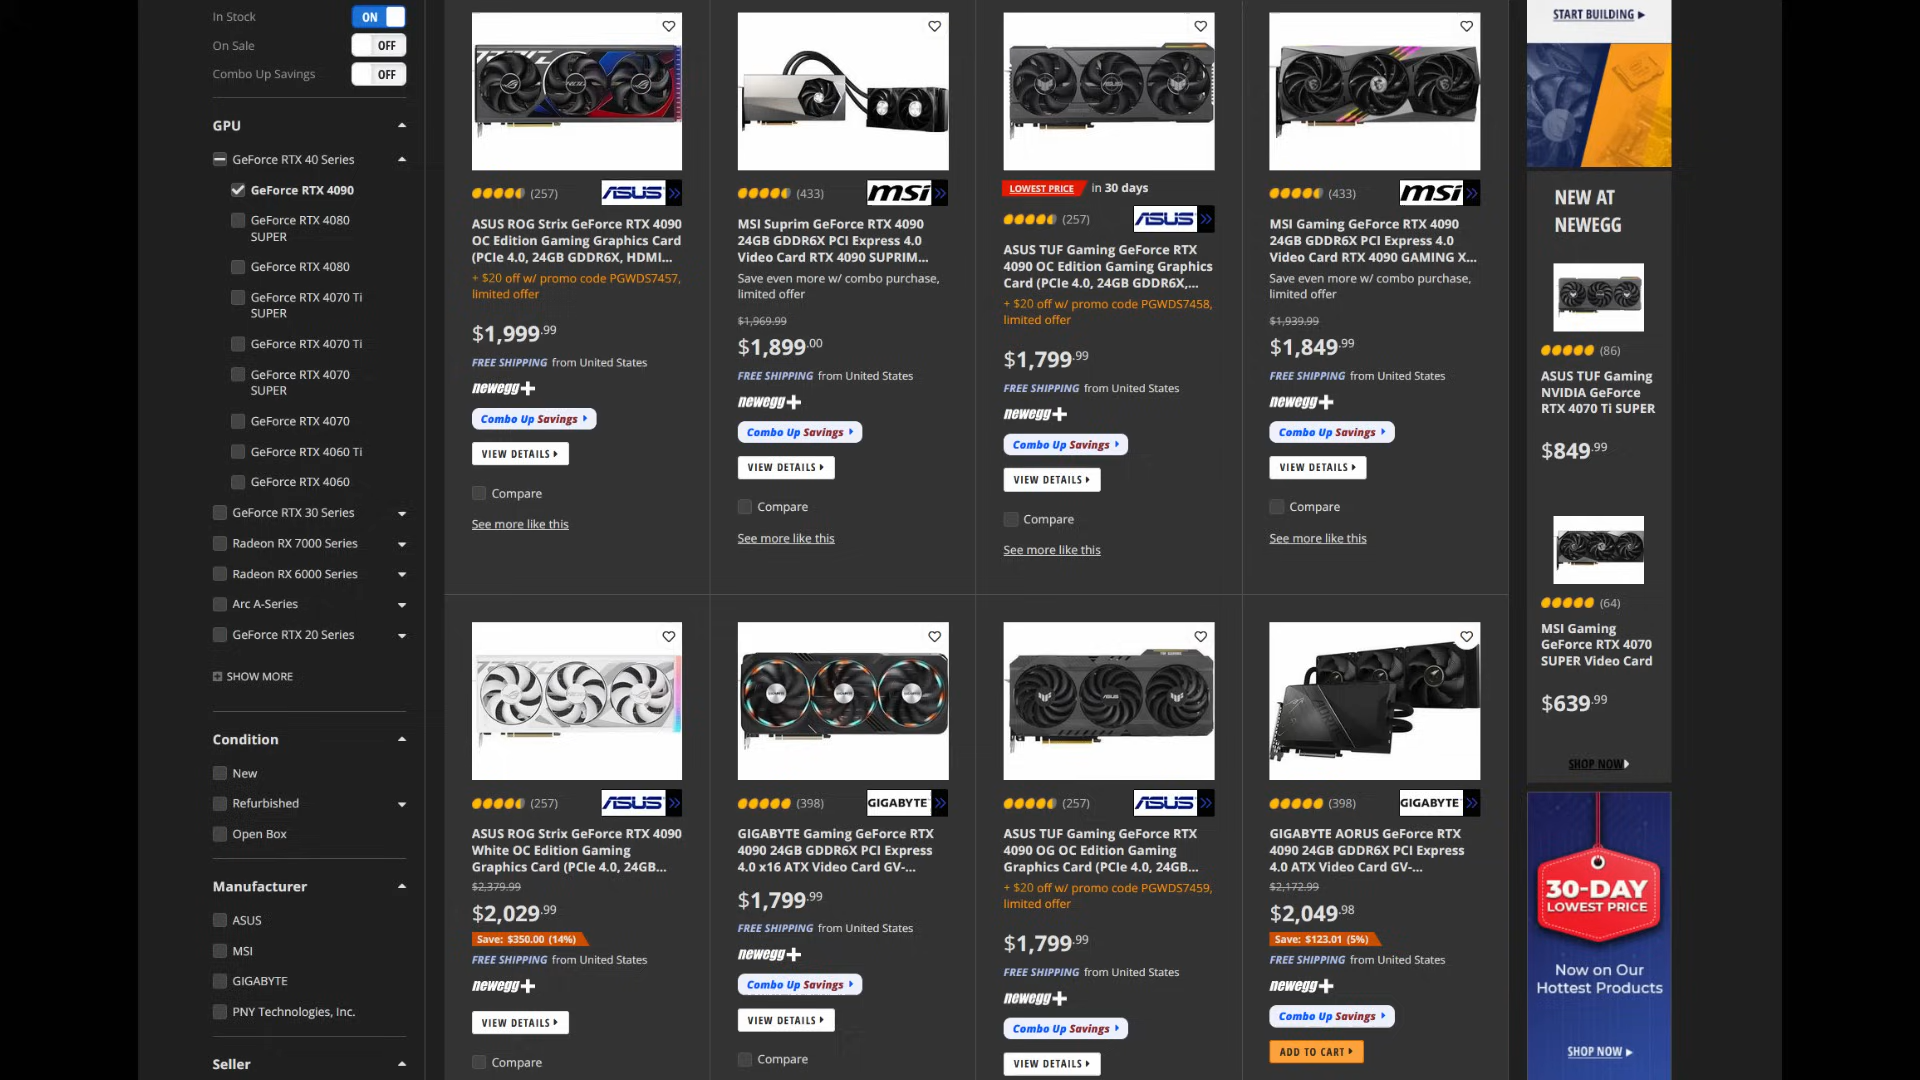 In Stock
ON
On Sale
OFF
Combo Up Savings
OFF
GPU
GeForce RTX 40 Series
GeForce RTX 4090
GeForce RTX 4080
SUPER
GeForce RTX 4080
GeForce RTX 4070 Ti
SUPER
GeForce RTX 4070 Ti
GeForce RTX 4070
SUPER
GeForce RTX 4070
GeForce RTX 4060 Ti
GeForce RTX 4060
GeForce RTX 30 Series
Radeon RX 7000 Series
Radeon RX 6000 Series
Arc A-Series
GeForce RTX 20 Series
SHOW MORE
Condition
New
Refurbished
Open Box
Manufacturer
ASUS
MSI
GIGABYTE
PNY Technologies, Inc.
Seller
(257)
ASUS
ASUS ROG Strix GeForce RTX 4090
OC Edition Gaming Graphics Card
(PCIe 4.0, 24GB GDDR6X, HDMI...
+ $20 off w/ promo code PGWDS7457,
limited offer
$1,999.99
FREE SHIPPING from United States
newegg+
Combo Up Savings
VIEW DETAILS
Compare
See more like this
(433)
msi
MSI Suprim GeForce RTX 4090
24GB GDDR6X PCI Express 4.0
Video Card RTX 4090 SUPRIM...
Save even more w/ combo purchase,
limited offer
$1,969.99
$1,899.00
FREE SHIPPING from United States
newegg+
Combo Up Savings
VIEW DETAILS
Compare
See more like this
LOWEST PRICE in 30 days
(257)
ASUS
ASUS TUF Gaming GeForce RTX
4090 OC Edition Gaming Graphics
Card (PCIe 4.0, 24GB GDDR6X,...
+ $20 off w/ promo code PGWDS7458,
limited offer
$1,799.99
FREE SHIPPING from United States
newegg+
Combo Up Savings
VIEW DETAILS
Compare
See more like this
(433)
msi
MSI Gaming GeForce RTX 4090
24GB GDDR6X PCI Express 4.0
Video Card RTX 4090 GAMING X...
Save even more w/ combo purchase,
limited offer
$1,939.99
$1,849.99
FREE SHIPPING from United States
newegg+
Combo Up Savings
VIEW DETAILS
Compare
See more like this
(257)
ASUS
ASUS ROG Strix GeForce RTX 4090
White OC Edition Gaming
Graphics Card (PCIe 4.0, 24GB...
$2,379.99
$2,029.99
Save: $350.00 (14%)
FREE SHIPPING from United States
newegg+
VIEW DETAILS
Compare
(398)
GIGABYTE
GIGABYTE Gaming GeForce RTX
4090 24GB GDDR6X PCI Express
4.0 x16 ATX Video Card GV-...
$1,799.99
FREE SHIPPING from United States
newegg+
Combo Up Savings
VIEW DETAILS
Compare
(257)
ASUS
ASUS TUF Gaming GeForce RTX
4090 OG OC Edition Gaming
Graphics Card (PCIe 4.0, 24GB...
+ $20 off w/ promo code PGWDS7459,
limited offer
$1,799.99
FREE SHIPPING from United States
newegg+
Combo Up Savings
VIEW DETAILS
(398)
GIGABYTE
GIGABYTE AORUS GeForce RTX
4090 24GB GDDR6X PCI Express
4.0 ATX Video Card GV-...
$2,172.99
$2,049.98
Save: $123.01 (5%)
FREE SHIPPING from United States
newegg+
Combo Up Savings
ADD TO CART
START BUILDING
NEW AT
NEWEGG
(86)
ASUS TUF Gaming
NVIDIA GeForce
RTX 4070 Ti SUPER
$849.99
(64)
MSI Gaming
GeForce RTX 4070
SUPER Video Card
$639.99
SHOP NOW
30-DAY
LOWEST PRICE
Now on Our
Hottest Products
SHOP NOW